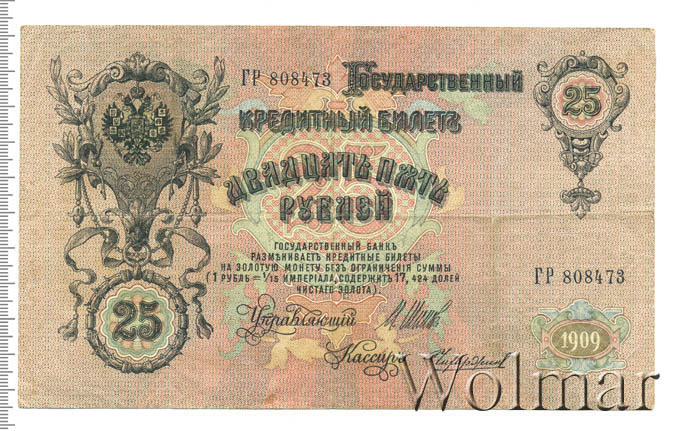 ГР 808473
Государственный
25
Кредитный Билетъ
25
Двадцать пять
Рублей
Государственный банкъ
размѣниваетъ кредитные билеты
на золотую монету безъ ограниченія суммы
(1 рубль = 1/15 имперіала, содержитъ 17,424 долей
чистаго золота).
ГР 808473
25
Управляющій
Кассиръ
1909
Wolmar